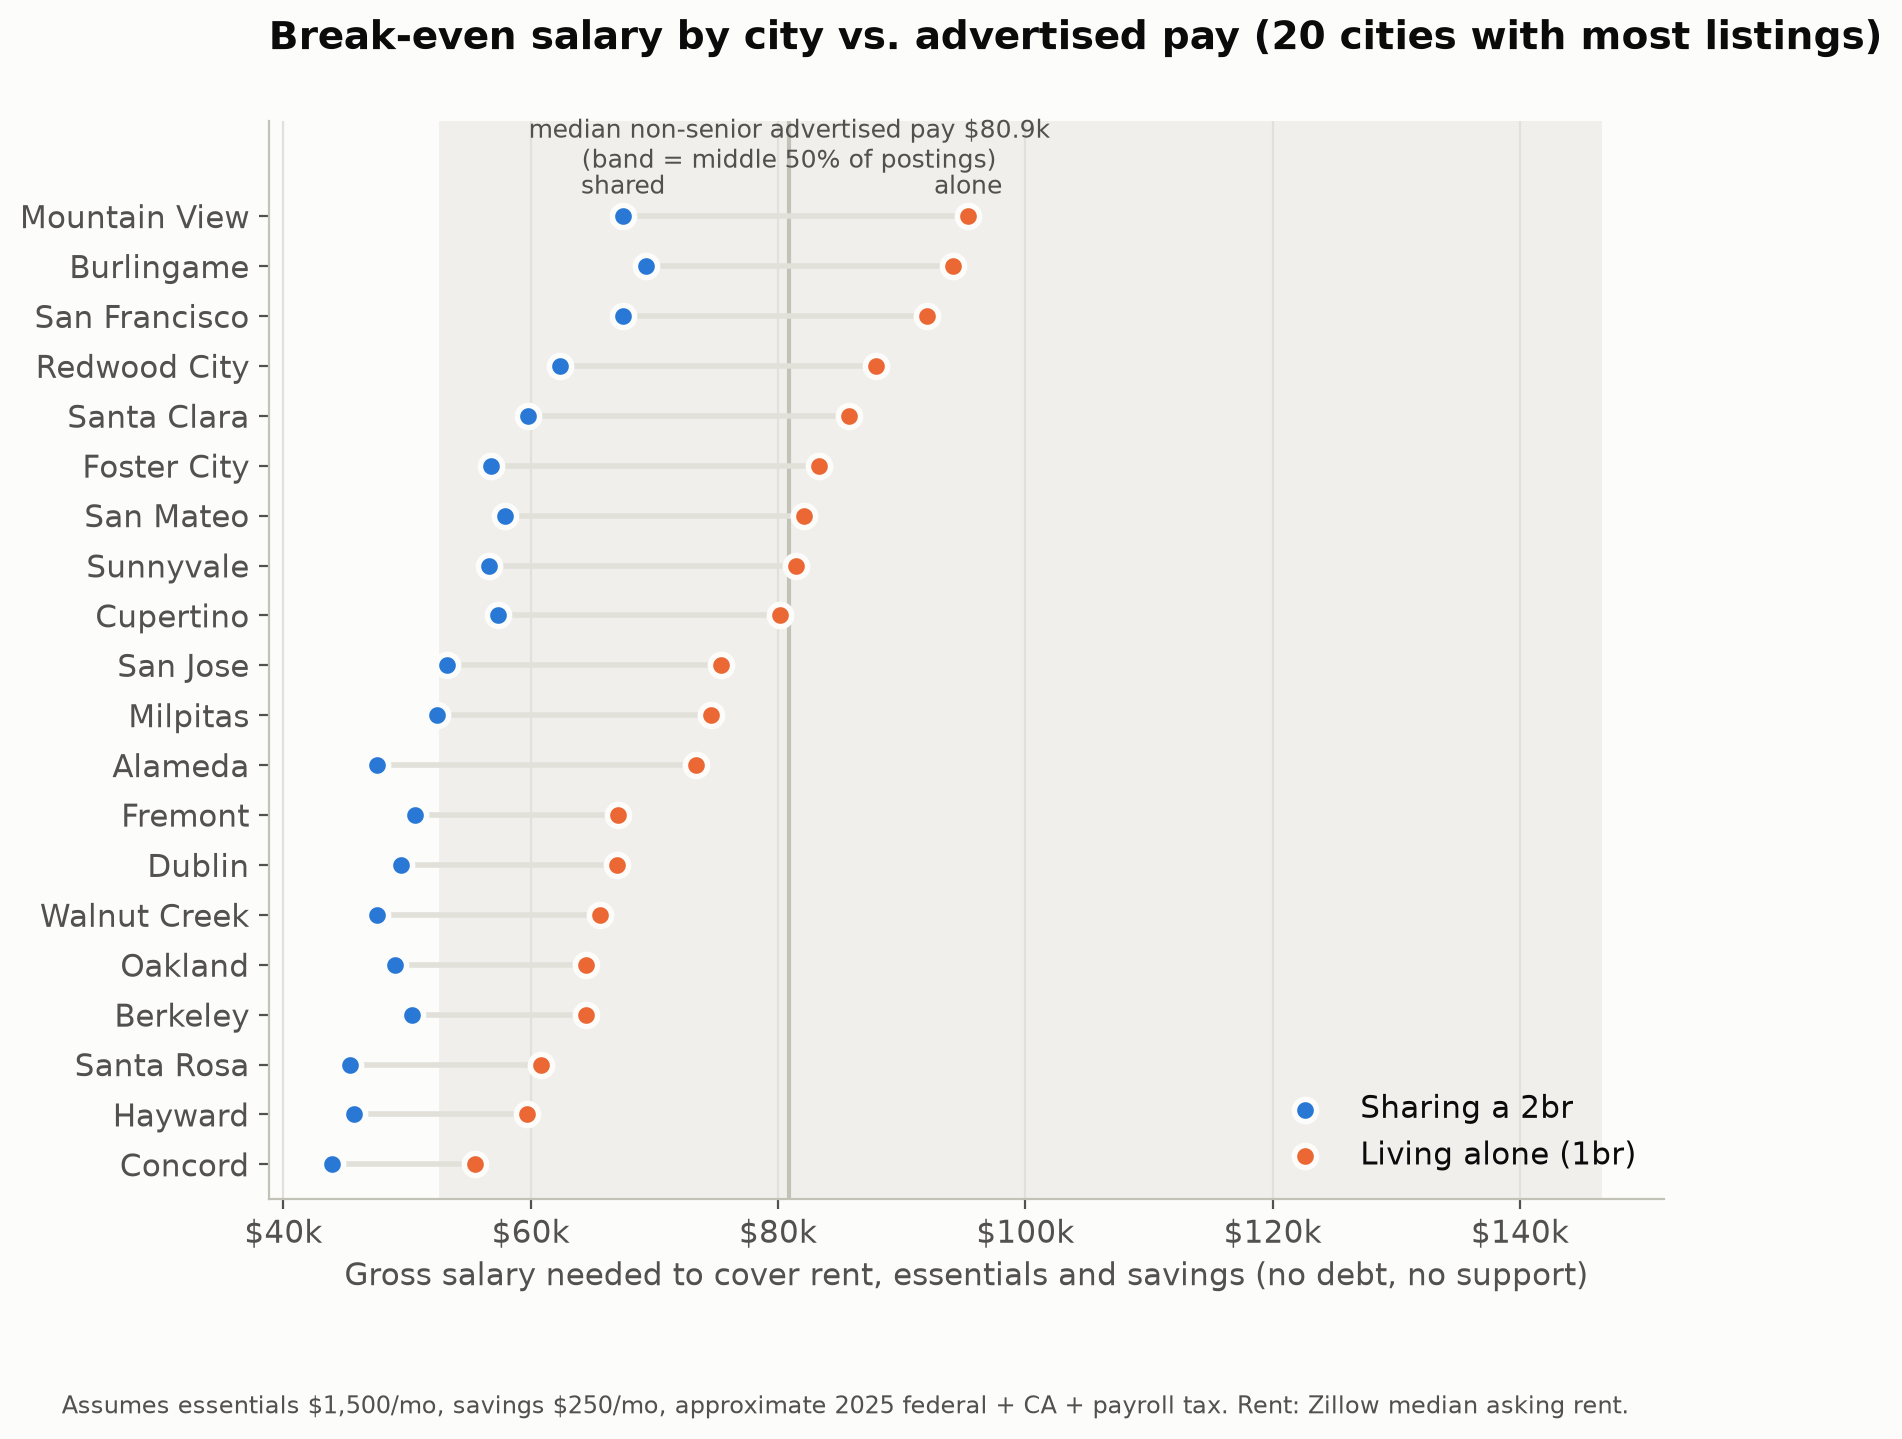 Break-even salary by city vs. advertised pay (20 cities with most listings)
median non-senior advertised pay $80.9k
(band = middle 50% of postings)
shared
alone
Mountain View
Burlingame
San Francisco
Redwood City
Santa Clara
Foster City
San Mateo
Sunnyvale
Cupertino
San Jose
Milpitas
Alameda
Fremont
Dublin
Walnut Creek
Oakland
Berkeley
Santa Rosa
Hayward
Concord
Sharing a 2br
Living alone (1br)
$40k
$60k
$80k
$100k
$120k
$140k
Gross salary needed to cover rent, essentials and savings (no debt, no support)
Assumes essentials $1,500/mo, savings $250/mo, approximate 2025 federal + CA + payroll tax. Rent: Zillow median asking rent.